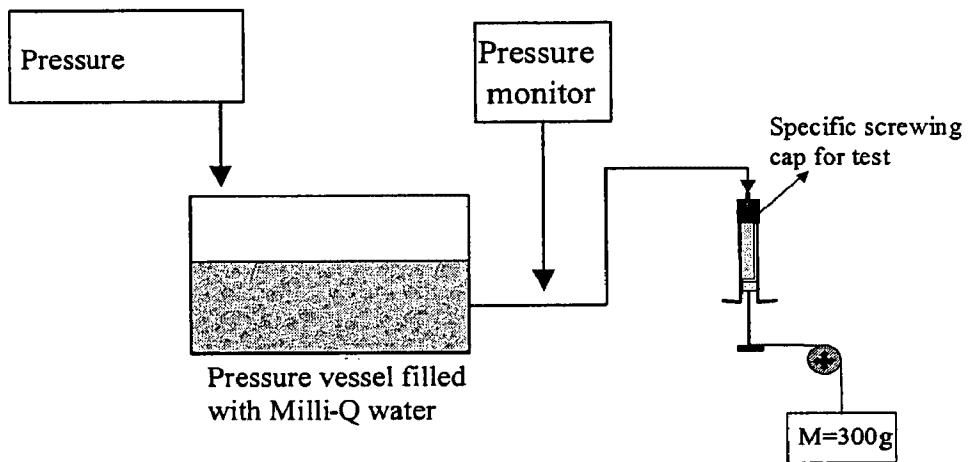 Pressure
Pressure
monitor
Specific screwing
cap for test
Pressure vessel filled
with Milli-Q water
M=300g